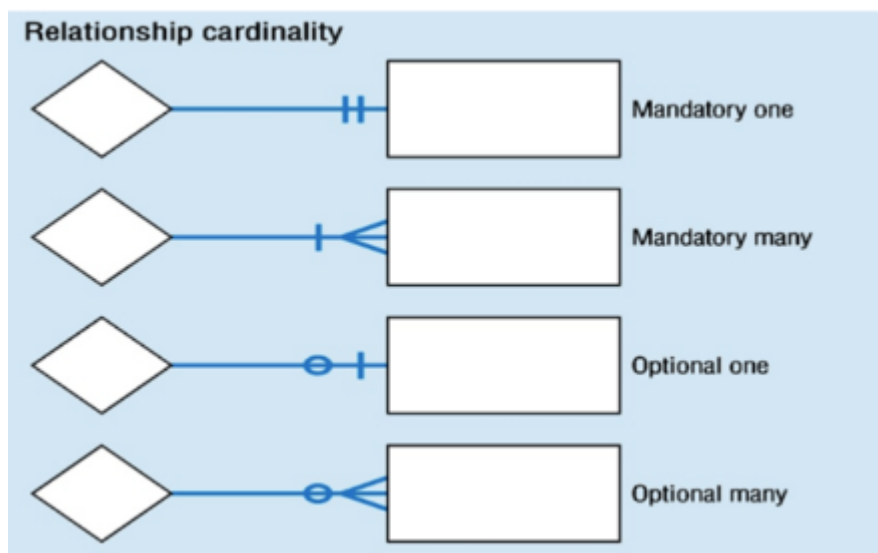 Relationship cardinality
Mandatory one
Mandatory many
Optional one
Optional many